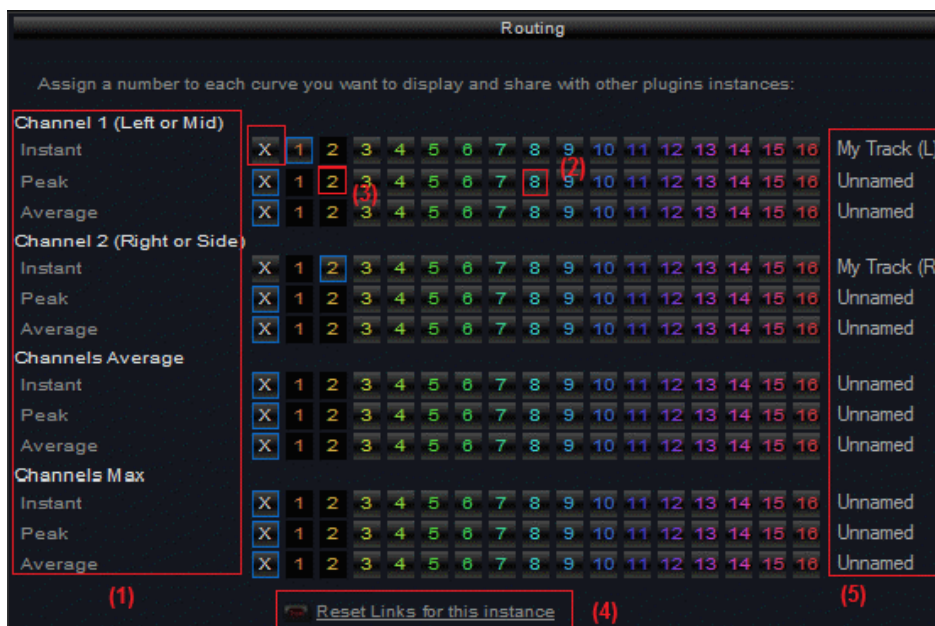 Routing
Assign a number to each curve you want to display and share with other plugins instances:
Channel 1 (Left or Mid)
Instant X 1 2 3 4 5 6 7 8 9 10 11 12 13 14 15 16 My Track (L)
(2)
Peak X 1 2 3 4 5 6 7 8 9 10 11 12 13 14 15 16 Unnamed
(3)
Average X 1 2 3 4 5 6 7 8 9 10 11 12 13 14 15 16 Unnamed
Channel 2 (Right or Side)
Instant X 1 2 3 4 5 6 7 8 9 10 11 12 13 14 15 16 My Track (R
Peak X 1 2 3 4 5 6 7 8 9 10 11 12 13 14 15 16 Unnamed
Average X 1 2 3 4 5 6 7 8 9 10 11 12 13 14 15 16 Unnamed
Channels Average
Instant X 1 2 3 4 5 6 7 8 9 10 11 12 13 14 15 16 Unnamed
Peak X 1 2 3 4 5 6 7 8 9 10 11 12 13 14 15 16 Unnamed
Average X 1 2 3 4 5 6 7 8 9 10 11 12 13 14 15 16 Unnamed
Channels Max
Instant X 1 2 3 4 5 6 7 8 9 10 11 12 13 14 15 16 Unnamed
Peak X 1 2 3 4 5 6 7 8 9 10 11 12 13 14 15 16 Unnamed
Average X 1 2 3 4 5 6 7 8 9 10 11 12 13 14 15 16 Unnamed
(1) (5)
Reset Links for this instance (4)